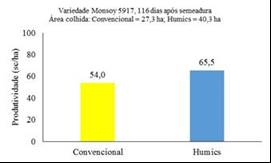 Variedade Monsoy 5917, 116 dias após semeadura
Área colhida: Convencional = 27,3 ha; Humics = 40,3 ha
Produtividade (sc/ha)
100
80
60
40
20
0
54,0
65,5
Convencional
Humics